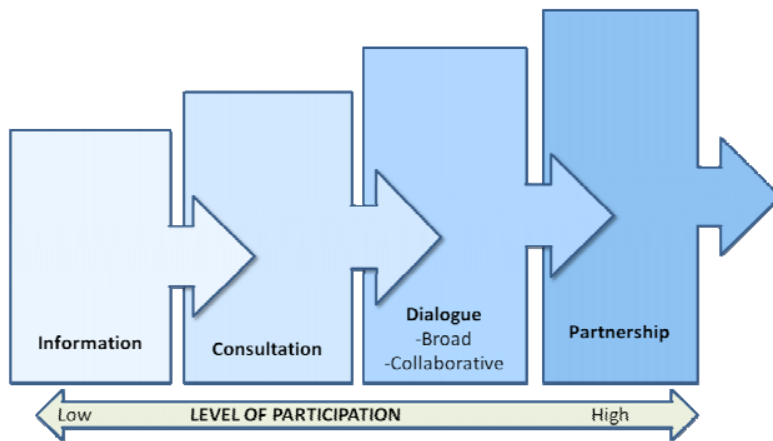 Information
Consultation
Dialogue
-Broad
-Collaborative
Partnership
Low LEVEL OF PARTICIPATION High